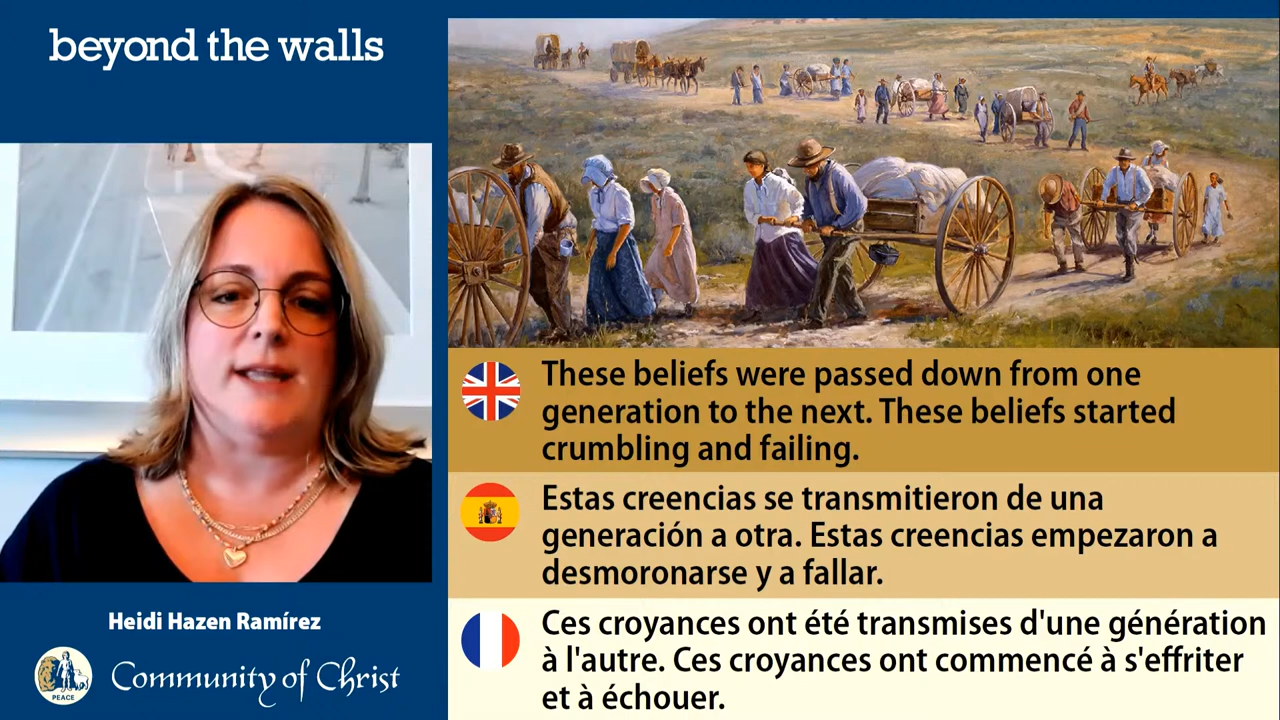 beyond the walls
These beliefs were passed down from one
generation to the next. These beliefs started
crumbling and failing.
Estas creencias se transmitieron de una
generación a otra. Estas creencias empezaron a
desmoronarse y a fallar.
Ces croyances ont été transmises d'une génération
à l'autre. Ces croyances ont commencé à s'effriter
et à échouer.
Heidi Hazen Ramírez
PEACE
Community of Christ